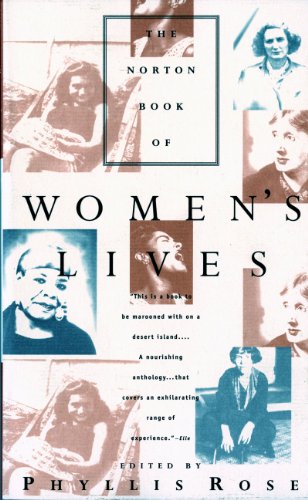 THE
NORTON
BOOK
OF
WOMEN'S
LIVES
"This is a book to
be marooned with on a
desert island....
A nourishing
anthology...that
covers an exhilarating
range of
experience."—Elle
EDITED BY
PHYLLIS ROSE